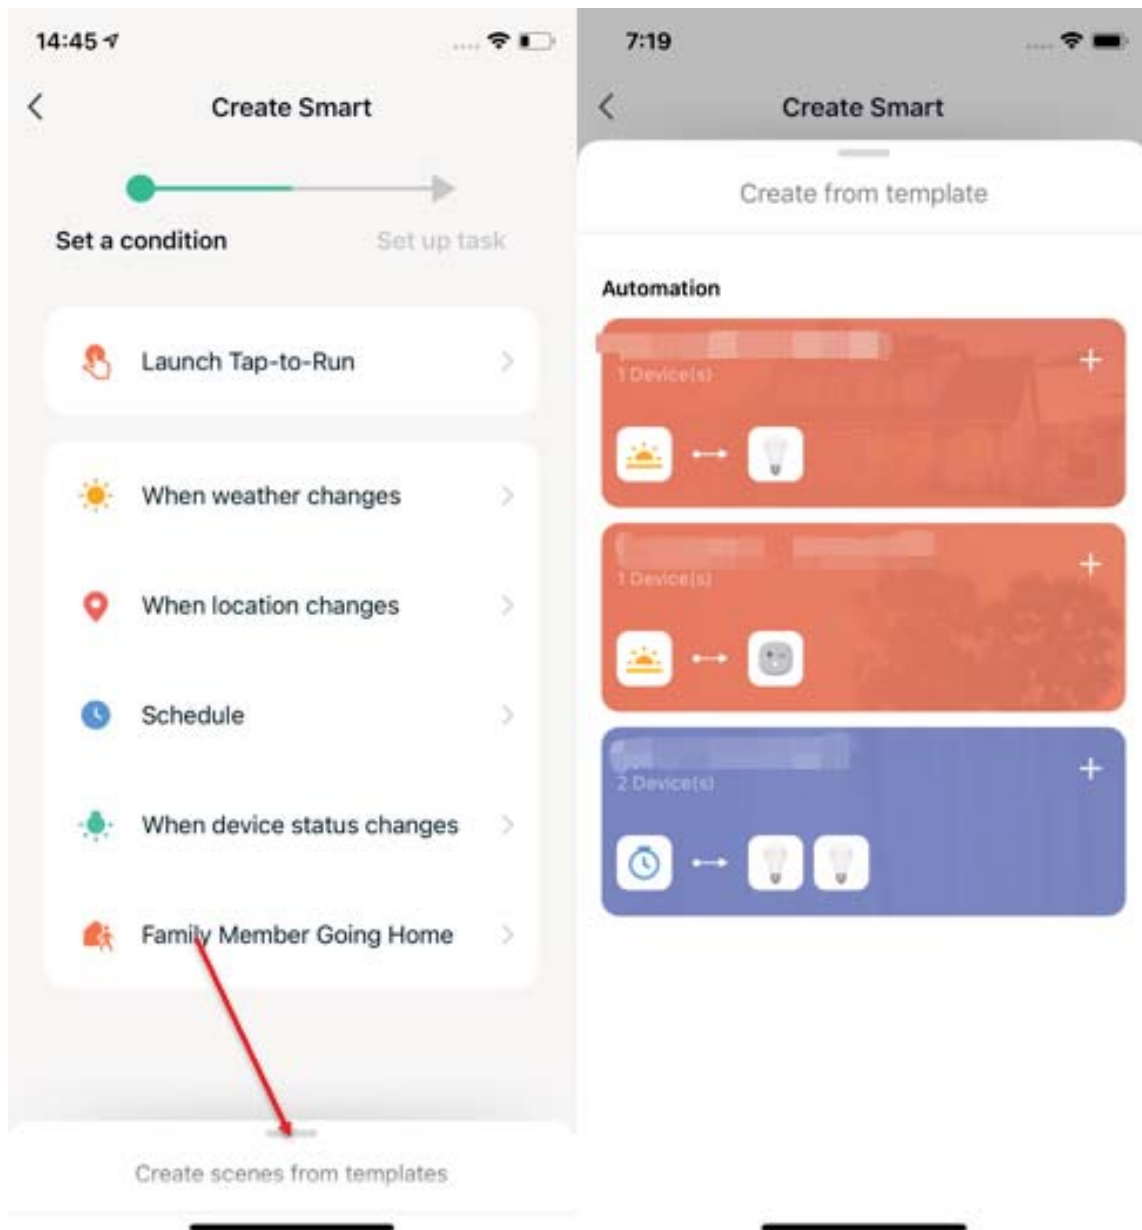 14:45
Create Smart
Set a condition
Set up task
Launch Tap-to-Run
When weather changes
When location changes
Schedule
When device status changes
Family Member Going Home
Create scenes from templates
7:19
Create Smart
Create from template
Automation
1 Device(s)
1 Device(s)
2 Device(s)